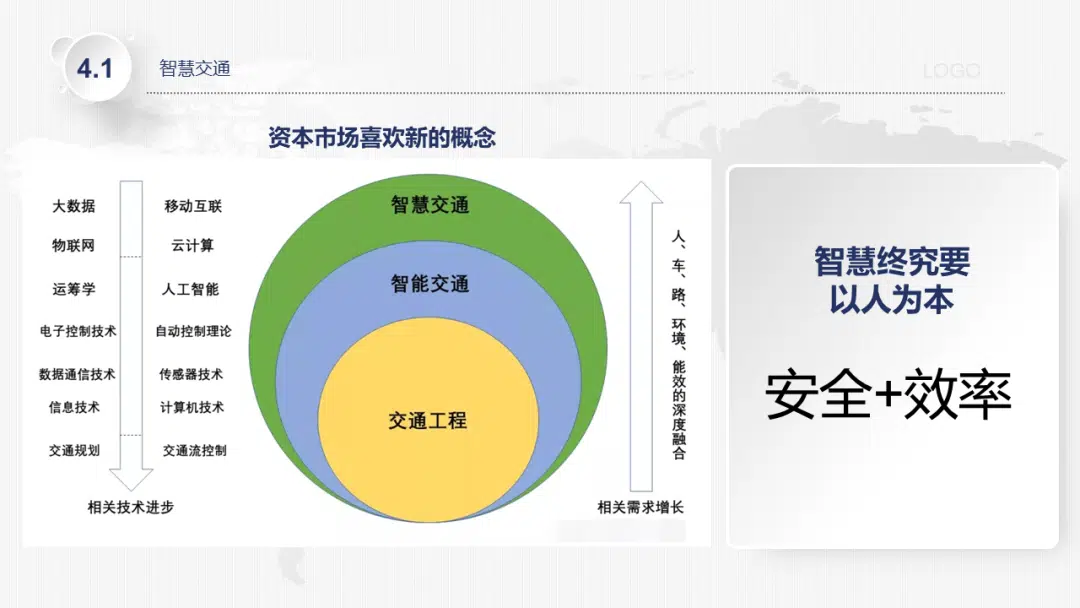 4.1
智慧交通
LOGO
资本市场喜欢新的概念
大数据 移动互联
物联网 云计算
运筹学 人工智能
电子控制技术 自动控制理论
数据通信技术 传感器技术
信息技术 计算机技术
交通规划 交通流控制
相关技术进步
智慧交通
智能交通
交通工程
人、车、路、环境、能效的深度融合
相关需求增长
智慧终究要
以人为本
安全+效率